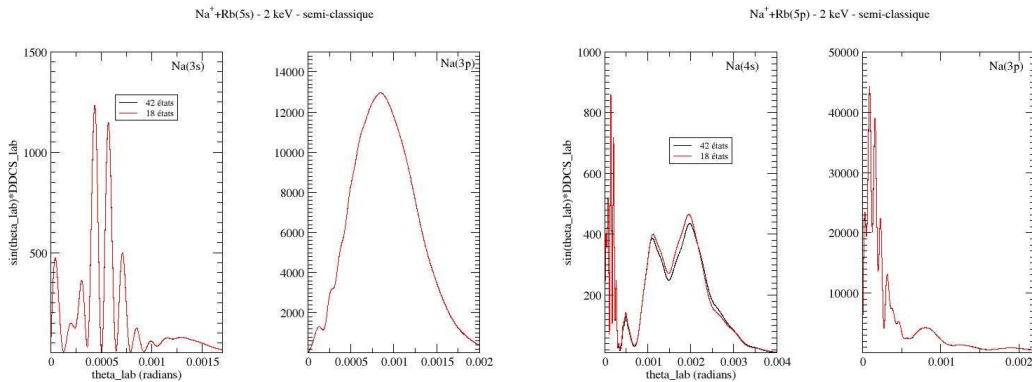 Na⁺+Rb(5s) - 2 keV - semi-classique
Na⁺+Rb(5p) - 2 keV - semi-classique
sin(theta_lab)*DDCS_lab
1500
1000
500
0
0.0005
0.001
0.0015
theta_lab (radians)
Na(3s)
42 états
18 états
14000
12000
10000
8000
6000
4000
2000
0
0.0005
0.001
0.0015
0.002
Na(3p)
sin(theta_lab)*DDCS_lab
1000
800
600
400
200
0
0.001
0.002
0.003
0.004
theta_lab (radians)
Na(4s)
42 états
18 états
50000
40000
30000
20000
10000
0
0
0.001
0.002
Na(3p)